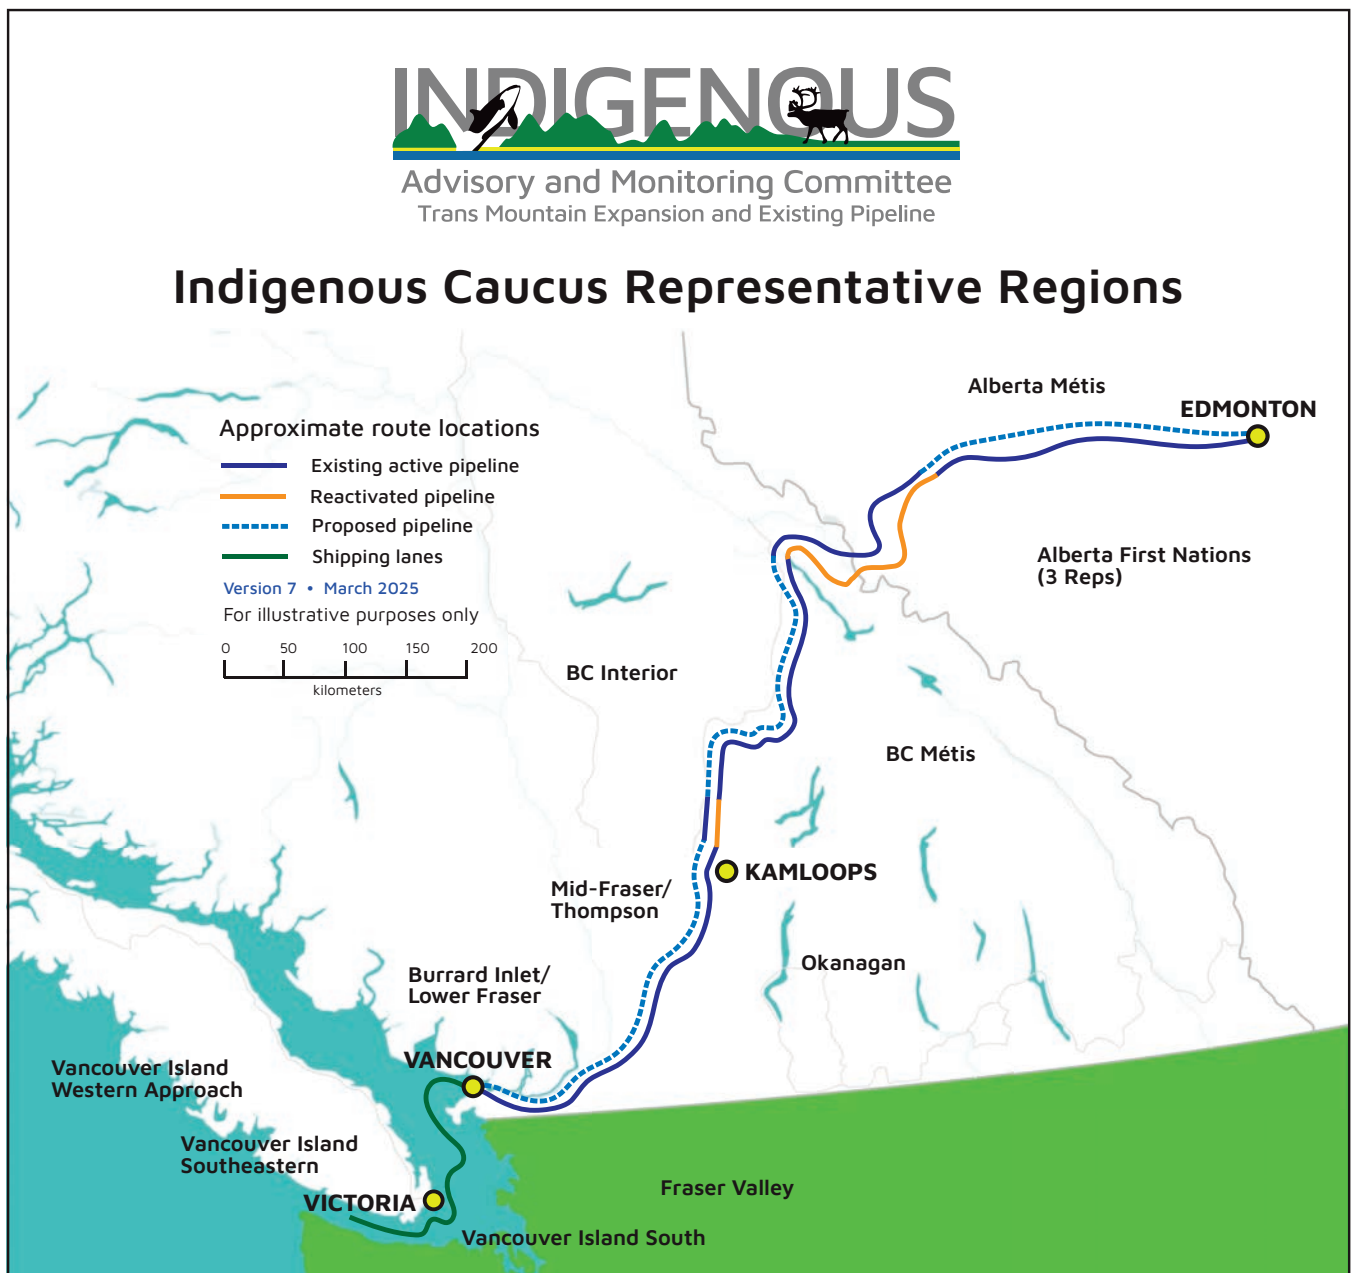 INDIGENOUS
Advisory and Monitoring Committee
Trans Mountain Expansion and Existing Pipeline
Indigenous Caucus Representative Regions
Alberta Métis
EDMONTON
Approximate route locations
Existing active pipeline
Reactivated pipeline
Proposed pipeline
Shipping lanes
Version 7 • March 2025
For illustrative purposes only
0 50 100 150 200
kilometers
Alberta First Nations
(3 Reps)
BC Interior
BC Métis
KAMLOOPS
Mid-Fraser/
Thompson
Okanagan
Burrard Inlet/
Lower Fraser
VANCOUVER
Vancouver Island
Western Approach
Vancouver Island
Southeastern
Fraser Valley
VICTORIA
Vancouver Island South